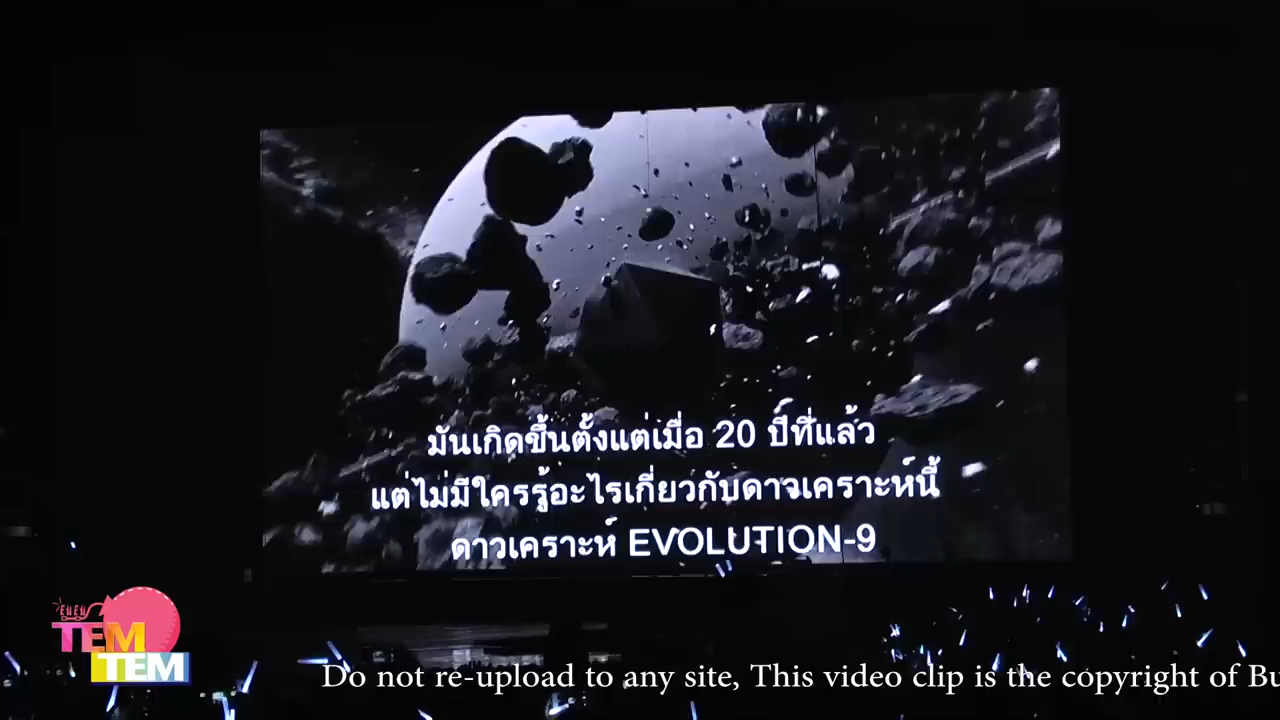 มันเกิดขึ้นตั้งแต่เมื่อ 20 ปีที่แล้ว
แต่ไม่มีใครรู้อะไรเกี่ยวกับดาวเคราะห์นี้
ดาวเคราะห์ EVOLUTION-9
TEM
TEM
Do not re-upload to any site, This video clip is the copyright of Bu